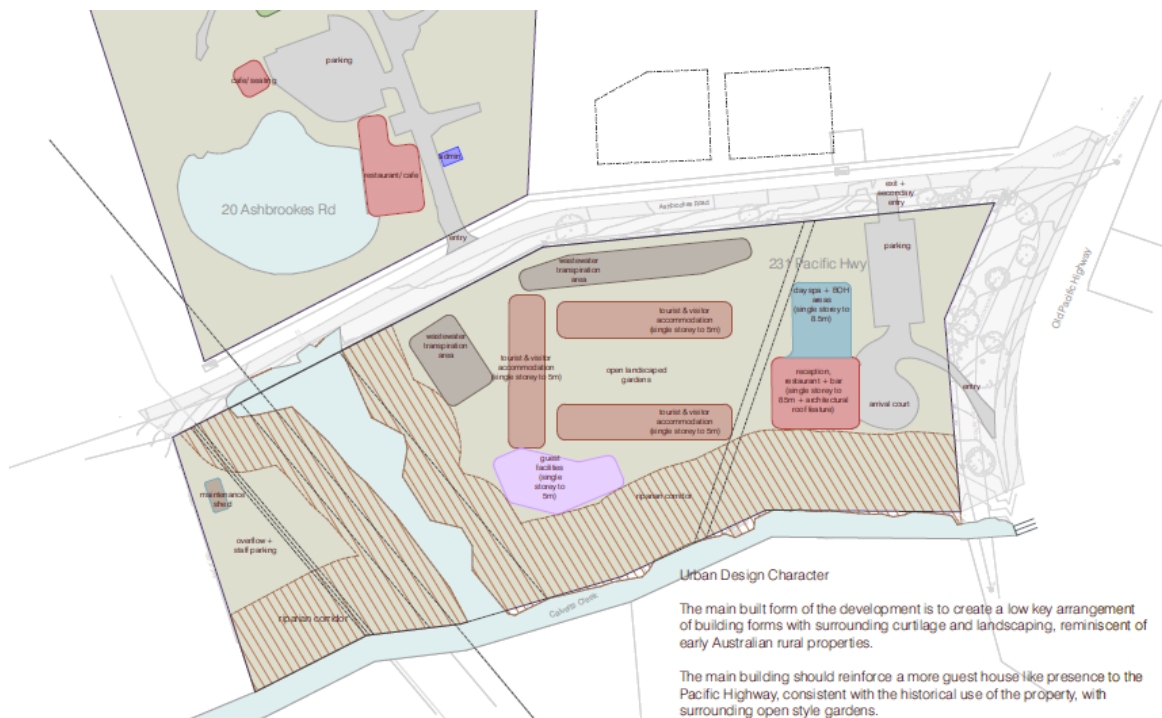 parking
cafe/ seating
admin
restaurant/ cafe
20 Ashbrookes Rd
entry
Ashbrookes Road
exit +
secondary
entry
parking
231 Pacific Hwy
Old Pacific Highway
wastewater
transpiration
area
day spa + BOH
areas
(single storey to
8.5m)
tourist & visitor
accommodation
(single storey to 5m)
wastewater
transpiration
area
tourist & visitor
accommodation
(single storey to 5m)
open landscaped
gardens
reception,
restaurant + bar
(single storey to
8.5m + architectural
roof feature)
entry
arrival court
tourist & visitor
accommodation
(single storey to 5m)
guest
facilities
(single
storey to
5m)
riparian corridor
maintenance
shed
overflow +
staff parking
riparian corridor
Urban Design Character
The main built form of the development is to create a low key arrangement
of building forms with surrounding curtilage and landscaping, reminiscent of
early Australian rural properties.
The main building should reinforce a more guest house like presence to the
Pacific Highway, consistent with the historical use of the property, with
surrounding open style gardens.